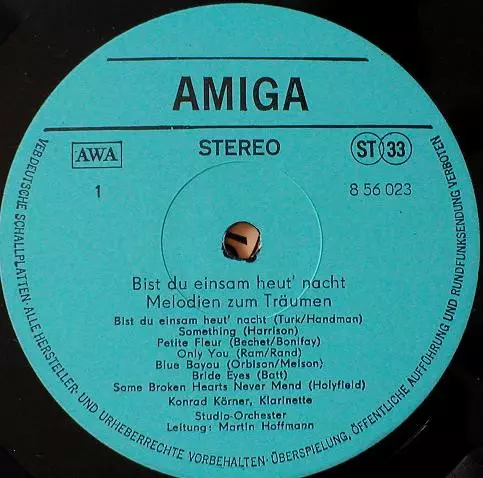 AMIGA
AWA
STEREO
ST 33
1
8 56 023
Bist du einsam heut' nacht
Melodien zum Träumen
Bist du einsam heut' nacht (Turk/Handman)
Something (Harrison)
Petite Fleur (Bechet/Bonifay)
Only You (Ram/Rand)
Blue Bayou (Orbison/Melson)
Bride Eyes (Batt)
Some Broken Hearts Never Mend (Holyfield)
Konrad Körner, Klarinette
Studio-Orchester
Leitung: Martin Hoffmann
VEB DEUTSCHE SCHALLPLATTEN · ALLE HERSTELLER- UND URHEBERRECHTE VORBEHALTEN · ÜBERSPIELUNG, ÖFFENTLICHE AUFFÜHRUNG UND RUNDFUNKSENDUNG VERBOTEN